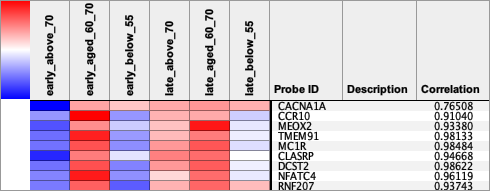 early_above_70
early_aged_60_70
early_below_55
late_above_70
late_aged_60_70
late_below_55
Probe ID Description Correlation
CACNA1A 0.76508
CCR10 0.91040
MEOX2 0.93380
TMEM91 0.98133
MC1R 0.98484
CLASRP 0.94668
DCST2 0.98622
NFATC4 0.96119
RNF207 0.93743